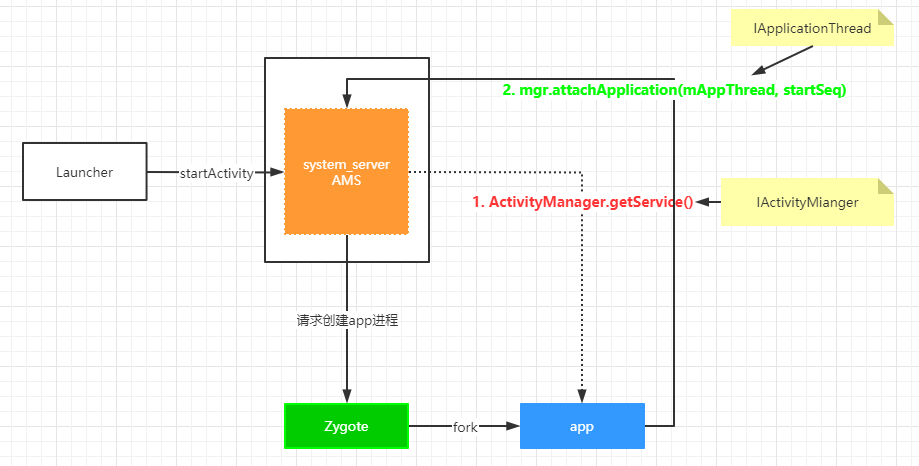 IApplicationThread
2. mgr.attachApplication(mAppThread, startSeq)
Launcher
startActivity
system_server
AMS
1. ActivityManager.getService()
IActivityMianger
请求创建app进程
Zygote
fork
app